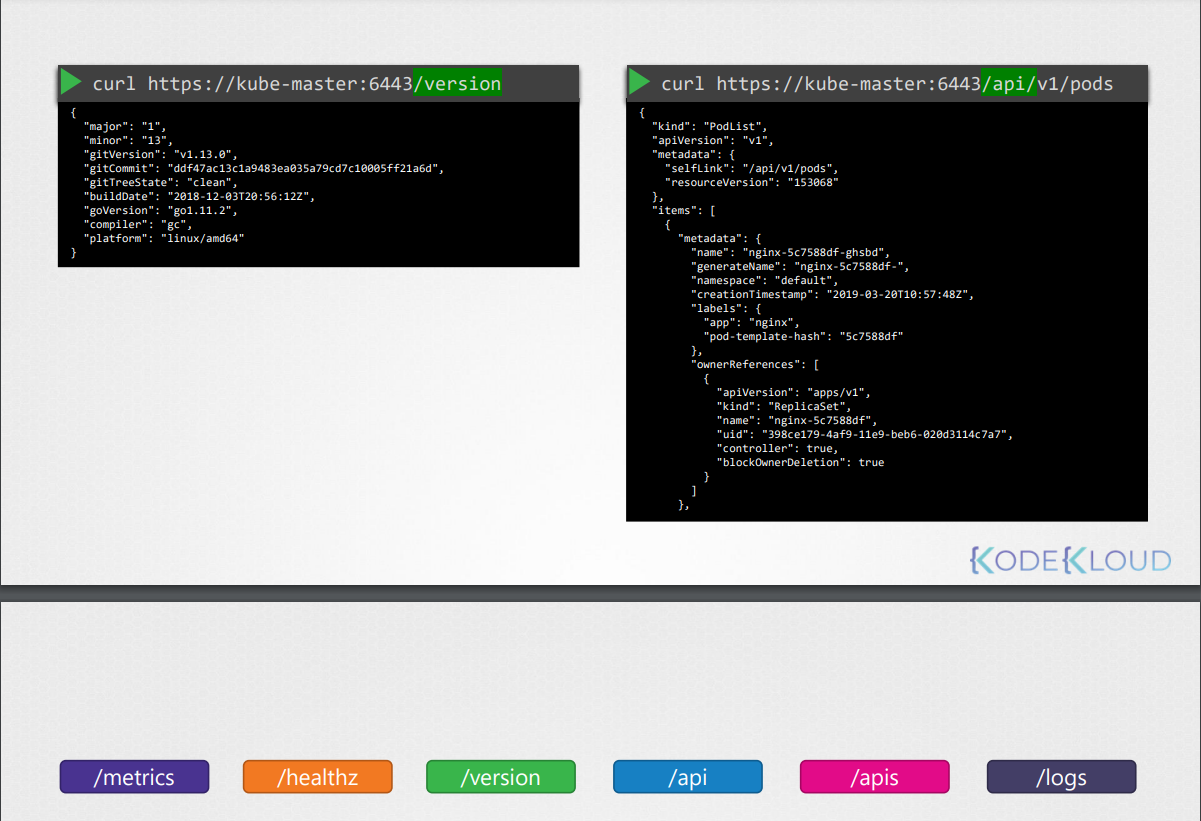 curl https://kube-master:6443/version
{
  "major": "1",
  "minor": "13",
  "gitVersion": "v1.13.0",
  "gitCommit": "ddf47ac13c1a9483ea035a79cd7c10005ff21a6d",
  "gitTreeState": "clean",
  "buildDate": "2018-12-03T20:56:12Z",
  "goVersion": "go1.11.2",
  "compiler": "gc",
  "platform": "linux/amd64"
}
curl https://kube-master:6443/api/v1/pods
{
  "kind": "PodList",
  "apiVersion": "v1",
  "metadata": {
    "selfLink": "/api/v1/pods",
    "resourceVersion": "153068"
  },
  "items": [
    {
      "metadata": {
        "name": "nginx-5c7588df-ghsbd",
        "generateName": "nginx-5c7588df-",
        "namespace": "default",
        "creationTimestamp": "2019-03-20T10:57:48Z",
        "labels": {
          "app": "nginx",
          "pod-template-hash": "5c7588df"
        },
        "ownerReferences": [
          {
            "apiVersion": "apps/v1",
            "kind": "ReplicaSet",
            "name": "nginx-5c7588df",
            "uid": "398ce179-4af9-11e9-beb6-020d3114c7a7",
            "controller": true,
            "blockOwnerDeletion": true
          }
        ]
      },
KODEKLOUD
/metrics
/healthz
/version
/api
/apis
/logs